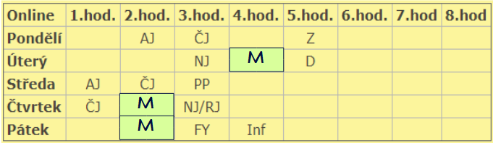 Online 1.hod. 2.hod. 3.hod. 4.hod. 5.hod. 6.hod. 7.hod. 8.hod
Pondělí AJ ČJ Z
Úterý NJ M D
Středa AJ ČJ PP
Čtvrtek ČJ M NJ/RJ
Pátek M FY Inf